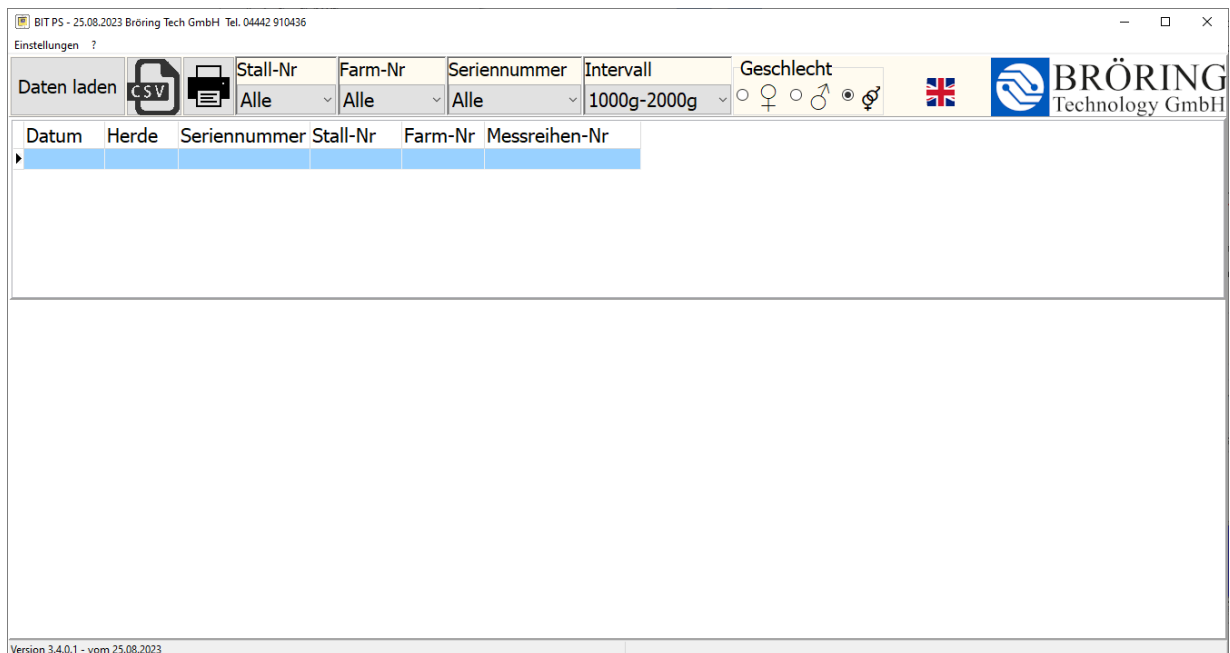 BIT PS - 25.08.2023 Bröring Tech GmbH Tel. 04442 910436
Einstellungen ?
Daten laden
CSV
Stall-Nr Farm-Nr Seriennummer Intervall Geschlecht
Alle Alle Alle 1000g-2000g
BRÖRING
Technology GmbH
Datum Herde Seriennummer Stall-Nr Farm-Nr Messreihen-Nr
Version 3.4.0.1 - vom 25.08.2023